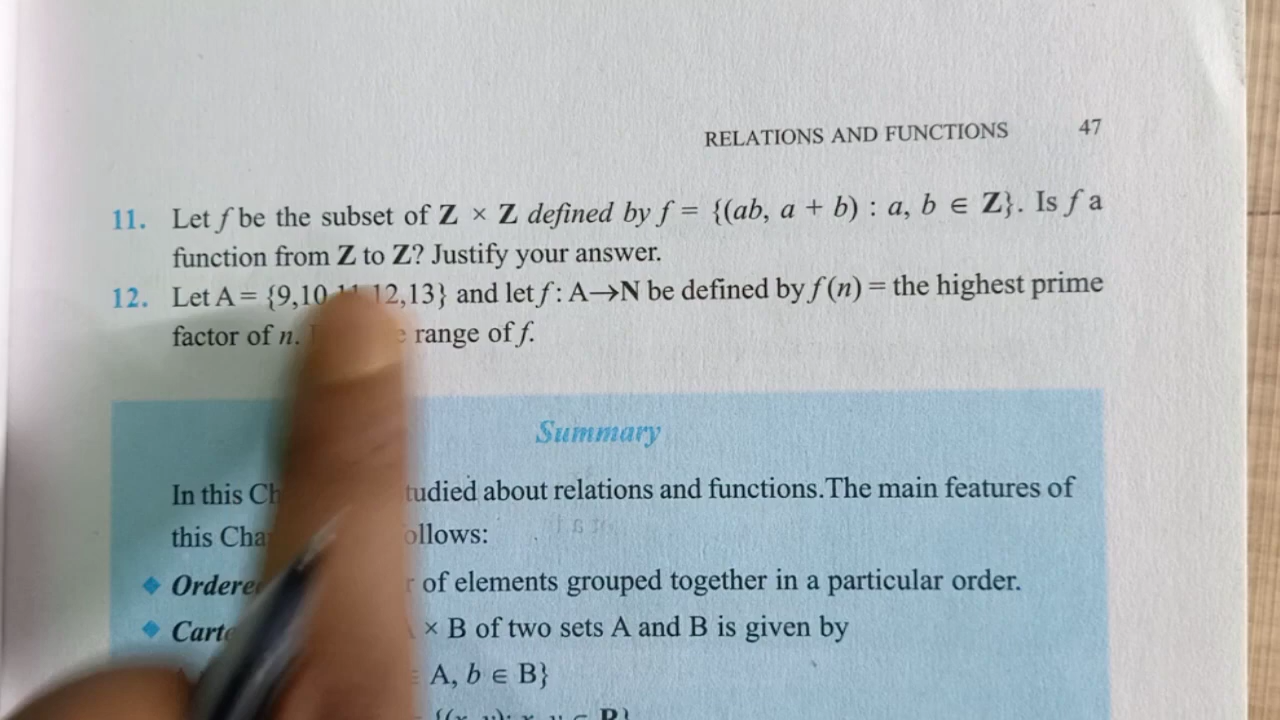 RELATIONS AND FUNCTIONS 47
11. Let f be the subset of Z × Z defined by f = {(ab, a + b) : a, b ∈ Z}. Is f a
function from Z to Z? Justify your answer.
12. Let A = {9,10,11,12,13} and let f : A→N be defined by f (n) = the highest prime
factor of n. range of f.
Summary
In this studied about relations and functions.The main features of
this ollows:
❖ of elements grouped together in a particular order.
❖ × B of two sets A and B is given by
A, b ∈ B}